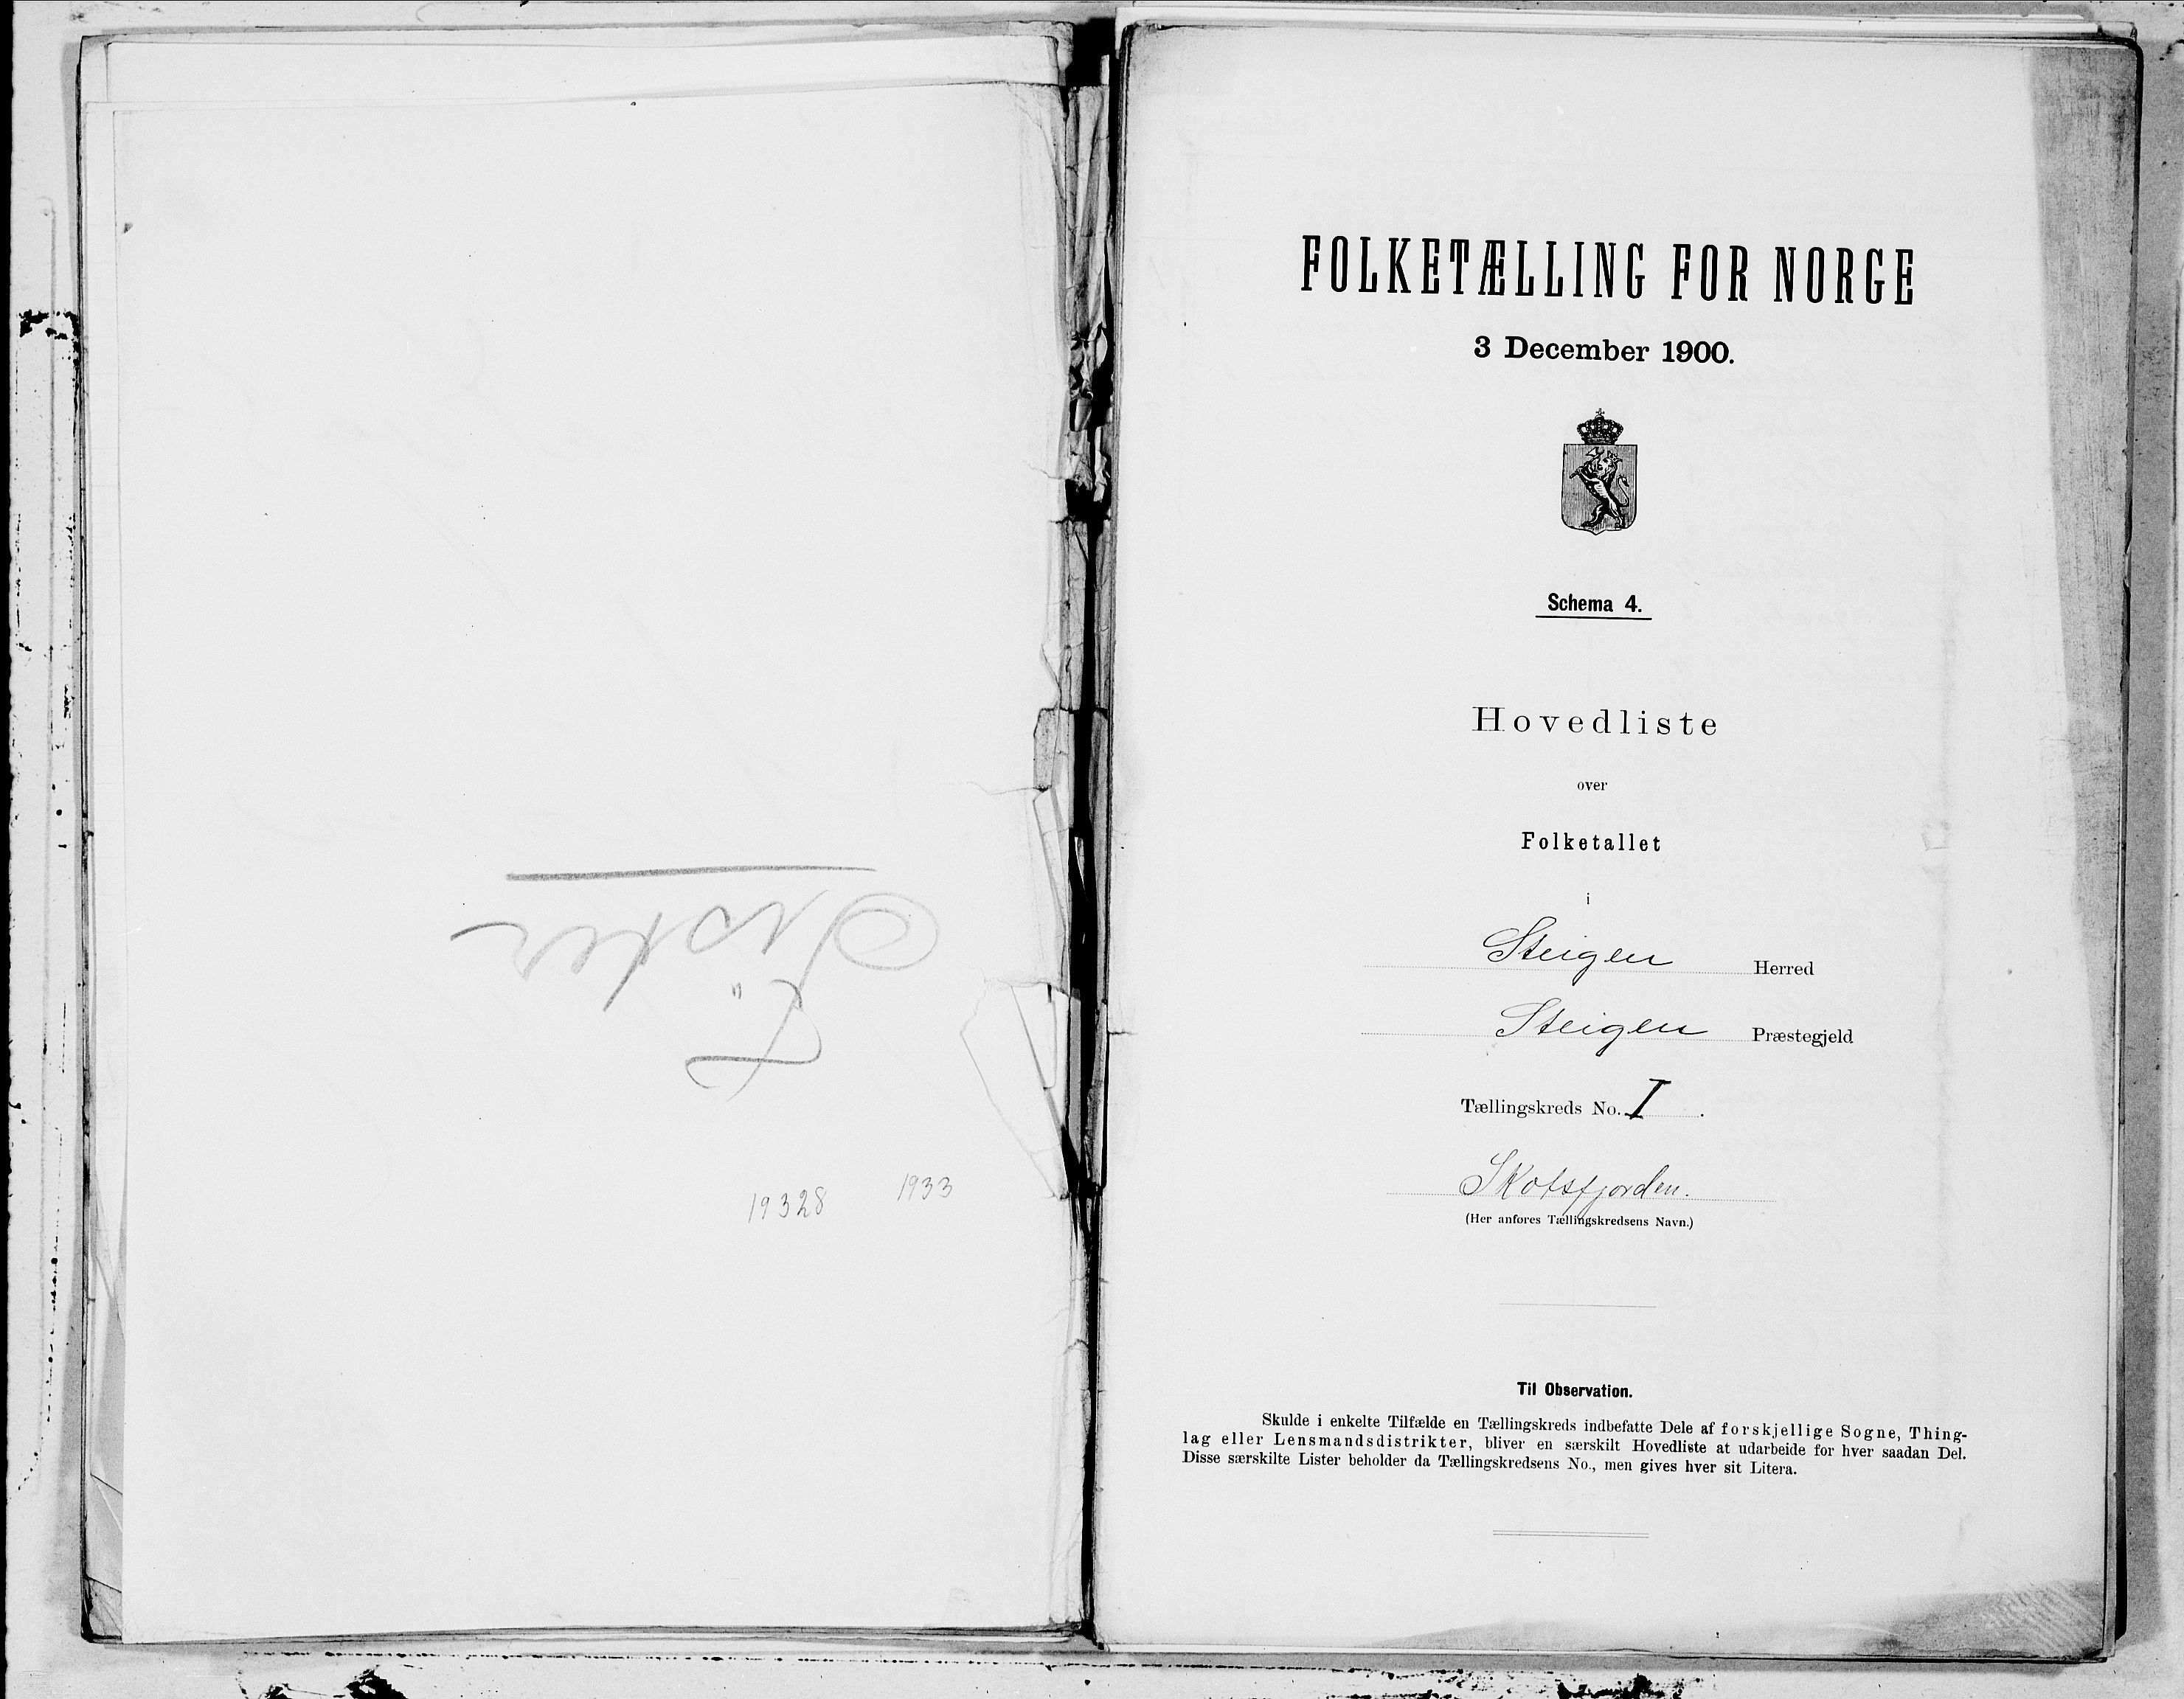 19328
1933
FOLKETÆLLING FOR NORGE
3 December 1900.
Schema 4.
Hovedliste
over
Folketallet
i
Steigen Herred
Steigen Præstegjeld
Tællingskreds No. I.
Skotsfjorden.
(Her anføres Tællingskredsens Navn.)
Til Observation.
Skulde i enkelte Tilfælde en Tællingskreds indbefatte Dele af forskjellige Sogne, Thing-
lag eller Lensmandsdistrikter, bliver en særskilt Hovedliste at udarbeide for hver saadan Del.
Disse særskilte Lister beholder da Tællingskredsens No., men gives hver sit Litera.